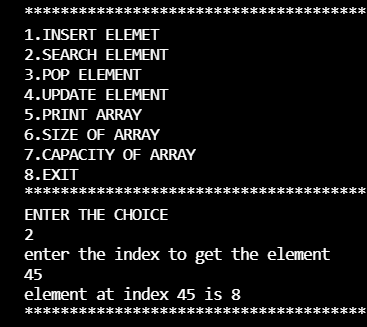 **************************************
1.INSERT ELEMET
2.SEARCH ELEMENT
3.POP ELEMENT
4.UPDATE ELEMENT
5.PRINT ARRAY
6.SIZE OF ARRAY
7.CAPACITY OF ARRAY
8.EXIT
**************************************
ENTER THE CHOICE
2
enter the index to get the element
45
element at index 45 is 8
**************************************